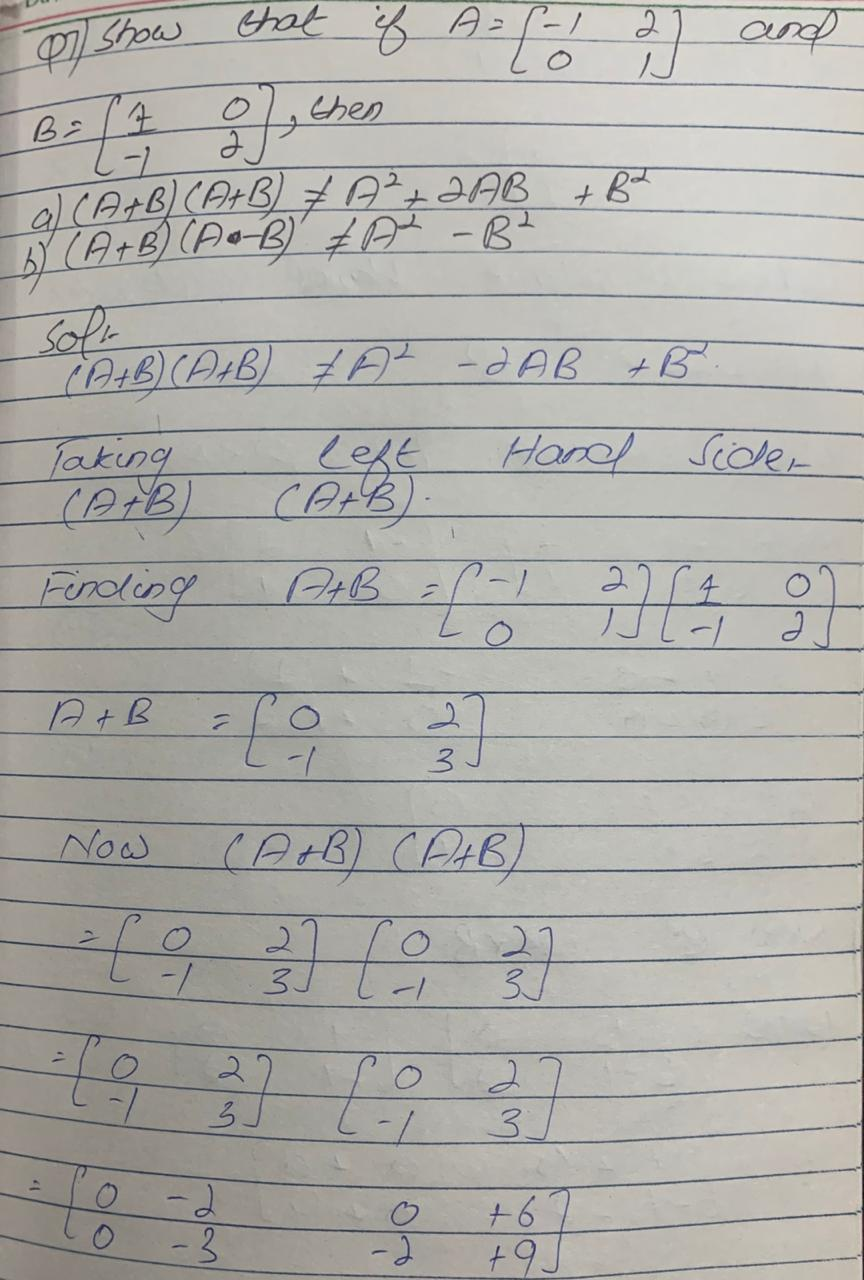 Q7) Show that if A = [-1 2 and
0 1]
B = [1 0], then
-1 2
a) (A+B) (A+B) ≠ A² + 2AB + B²
b) (A+B) (A-B) ≠ A² - B²
Sol:-
(A+B) (A+B) ≠ A² - 2AB + B².
Taking Left Hand Side:-
(A+B) (A+B).
Finding A+B = [-1 2] [1 0]
0 1 -1 2
A+B = [0 2]
-1 3
Now (A+B) (A+B)
= [0 2] [0 2]
-1 3 -1 3
= [0 2] [0 2]
-1 3 -1 3
= [0 -2 0 +6]
0 -3 -2 +9